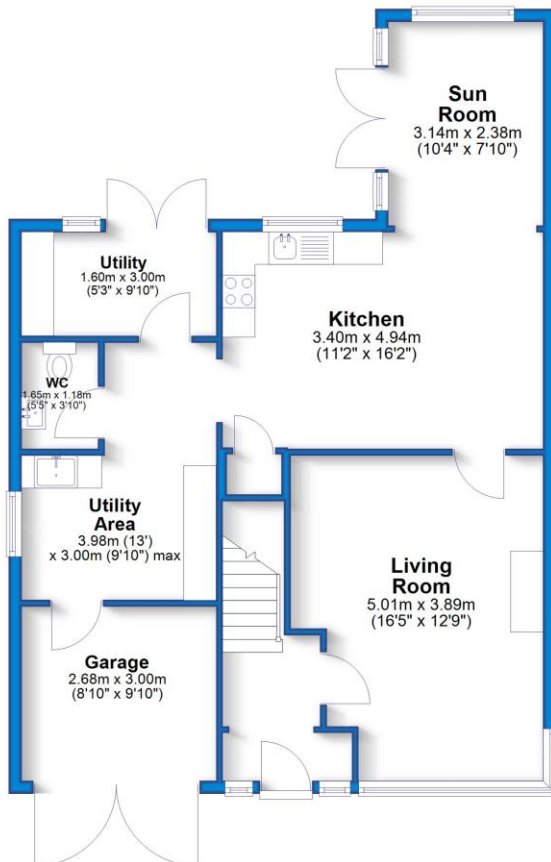 Sun
Room
3.14m x 2.38m
(10'4" x 7'10")
Utility
1.60m x 3.00m
(5'3" x 9'10")
Kitchen
3.40m x 4.94m
(11'2" x 16'2")
WC
1.65m x 1.18m
(5'5" x 3'10")
Utility
Area
3.98m (13')
x 3.00m (9'10") max
Living
Room
5.01m x 3.89m
(16'5" x 12'9")
Garage
2.68m x 3.00m
(8'10" x 9'10")